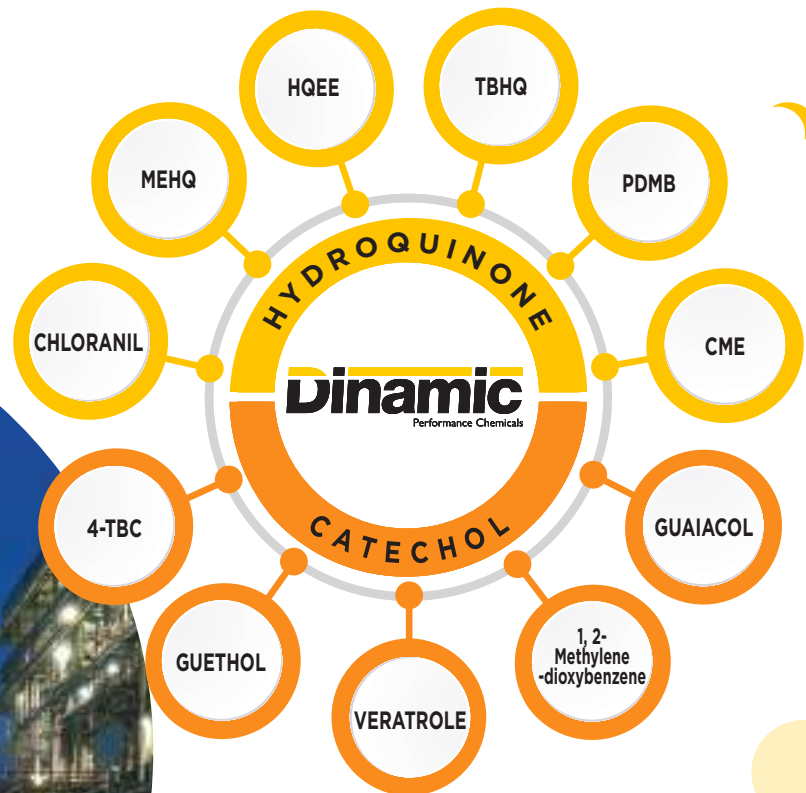 HQEE
TBHQ
MEHQ
PDMB
CHLORANIL
CME
HYDROQUINONE
Dinamic
Performance Chemicals
CATECHOL
4-TBC
GUAIACOL
GUETHOL
1, 2-
Methylene
-dioxybenzene
VERATROLE